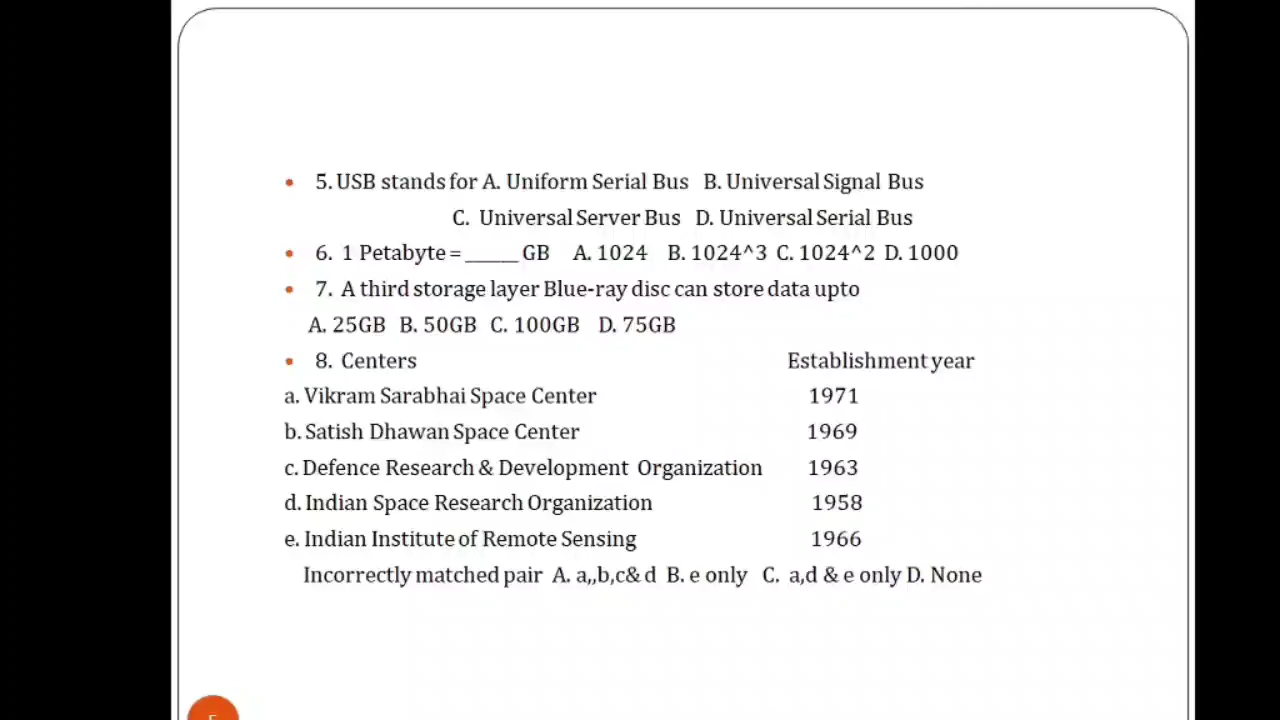 5. USB stands for A. Uniform Serial Bus B. Universal Signal Bus
C. Universal Server Bus D. Universal Serial Bus
6. 1 Petabyte = _____ GB A. 1024 B. 1024^3 C. 1024^2 D. 1000
7. A third storage layer Blue-ray disc can store data upto
A. 25GB B. 50GB C. 100GB D. 75GB
8. Centers Establishment year
a. Vikram Sarabhai Space Center 1971
b. Satish Dhawan Space Center 1969
c. Defence Research & Development Organization 1963
d. Indian Space Research Organization 1958
e. Indian Institute of Remote Sensing 1966
Incorrectly matched pair A. a,,b,c& d B. e only C. a,d & e only D. None